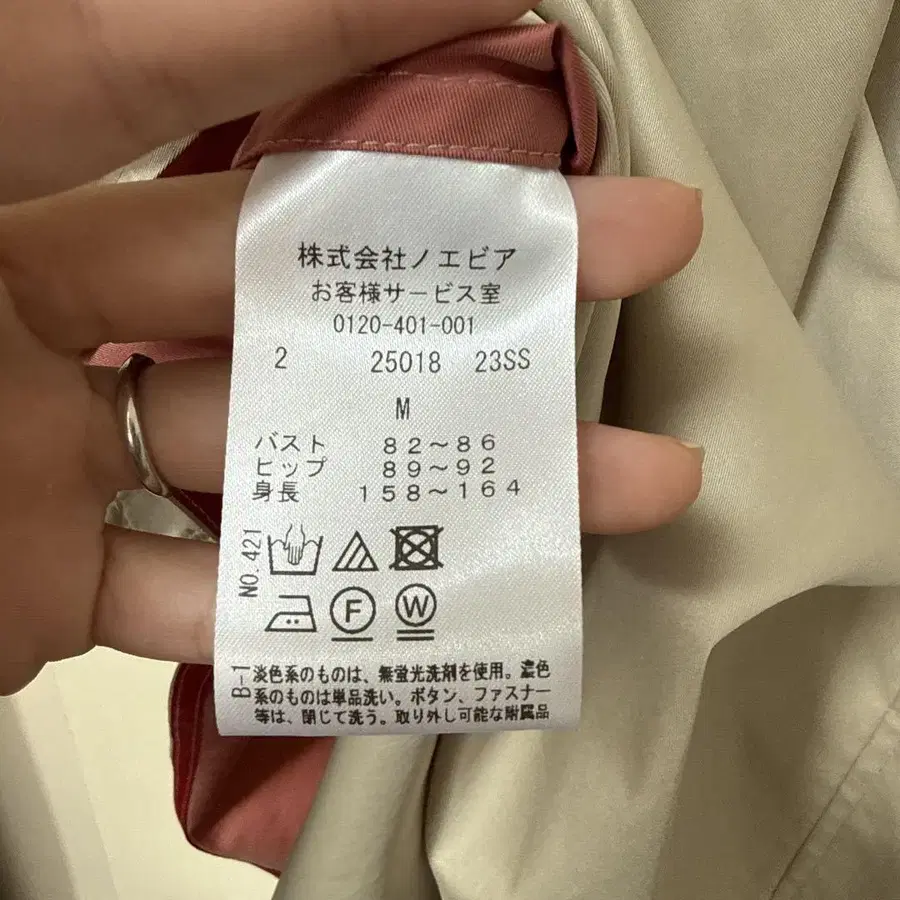 株式会社ノエビア
お客様サービス室
0120-401-001
2 25018 23SS
M
バスト 82〜86
ヒップ 89〜92
身長 158〜164
NO.421
F W
B-1
淡色系のものは、無蛍光洗剤を使用。濃色
系のものは単品洗い。ボタン、ファスナー
等は、閉じて洗う。取り外し可能な附属品